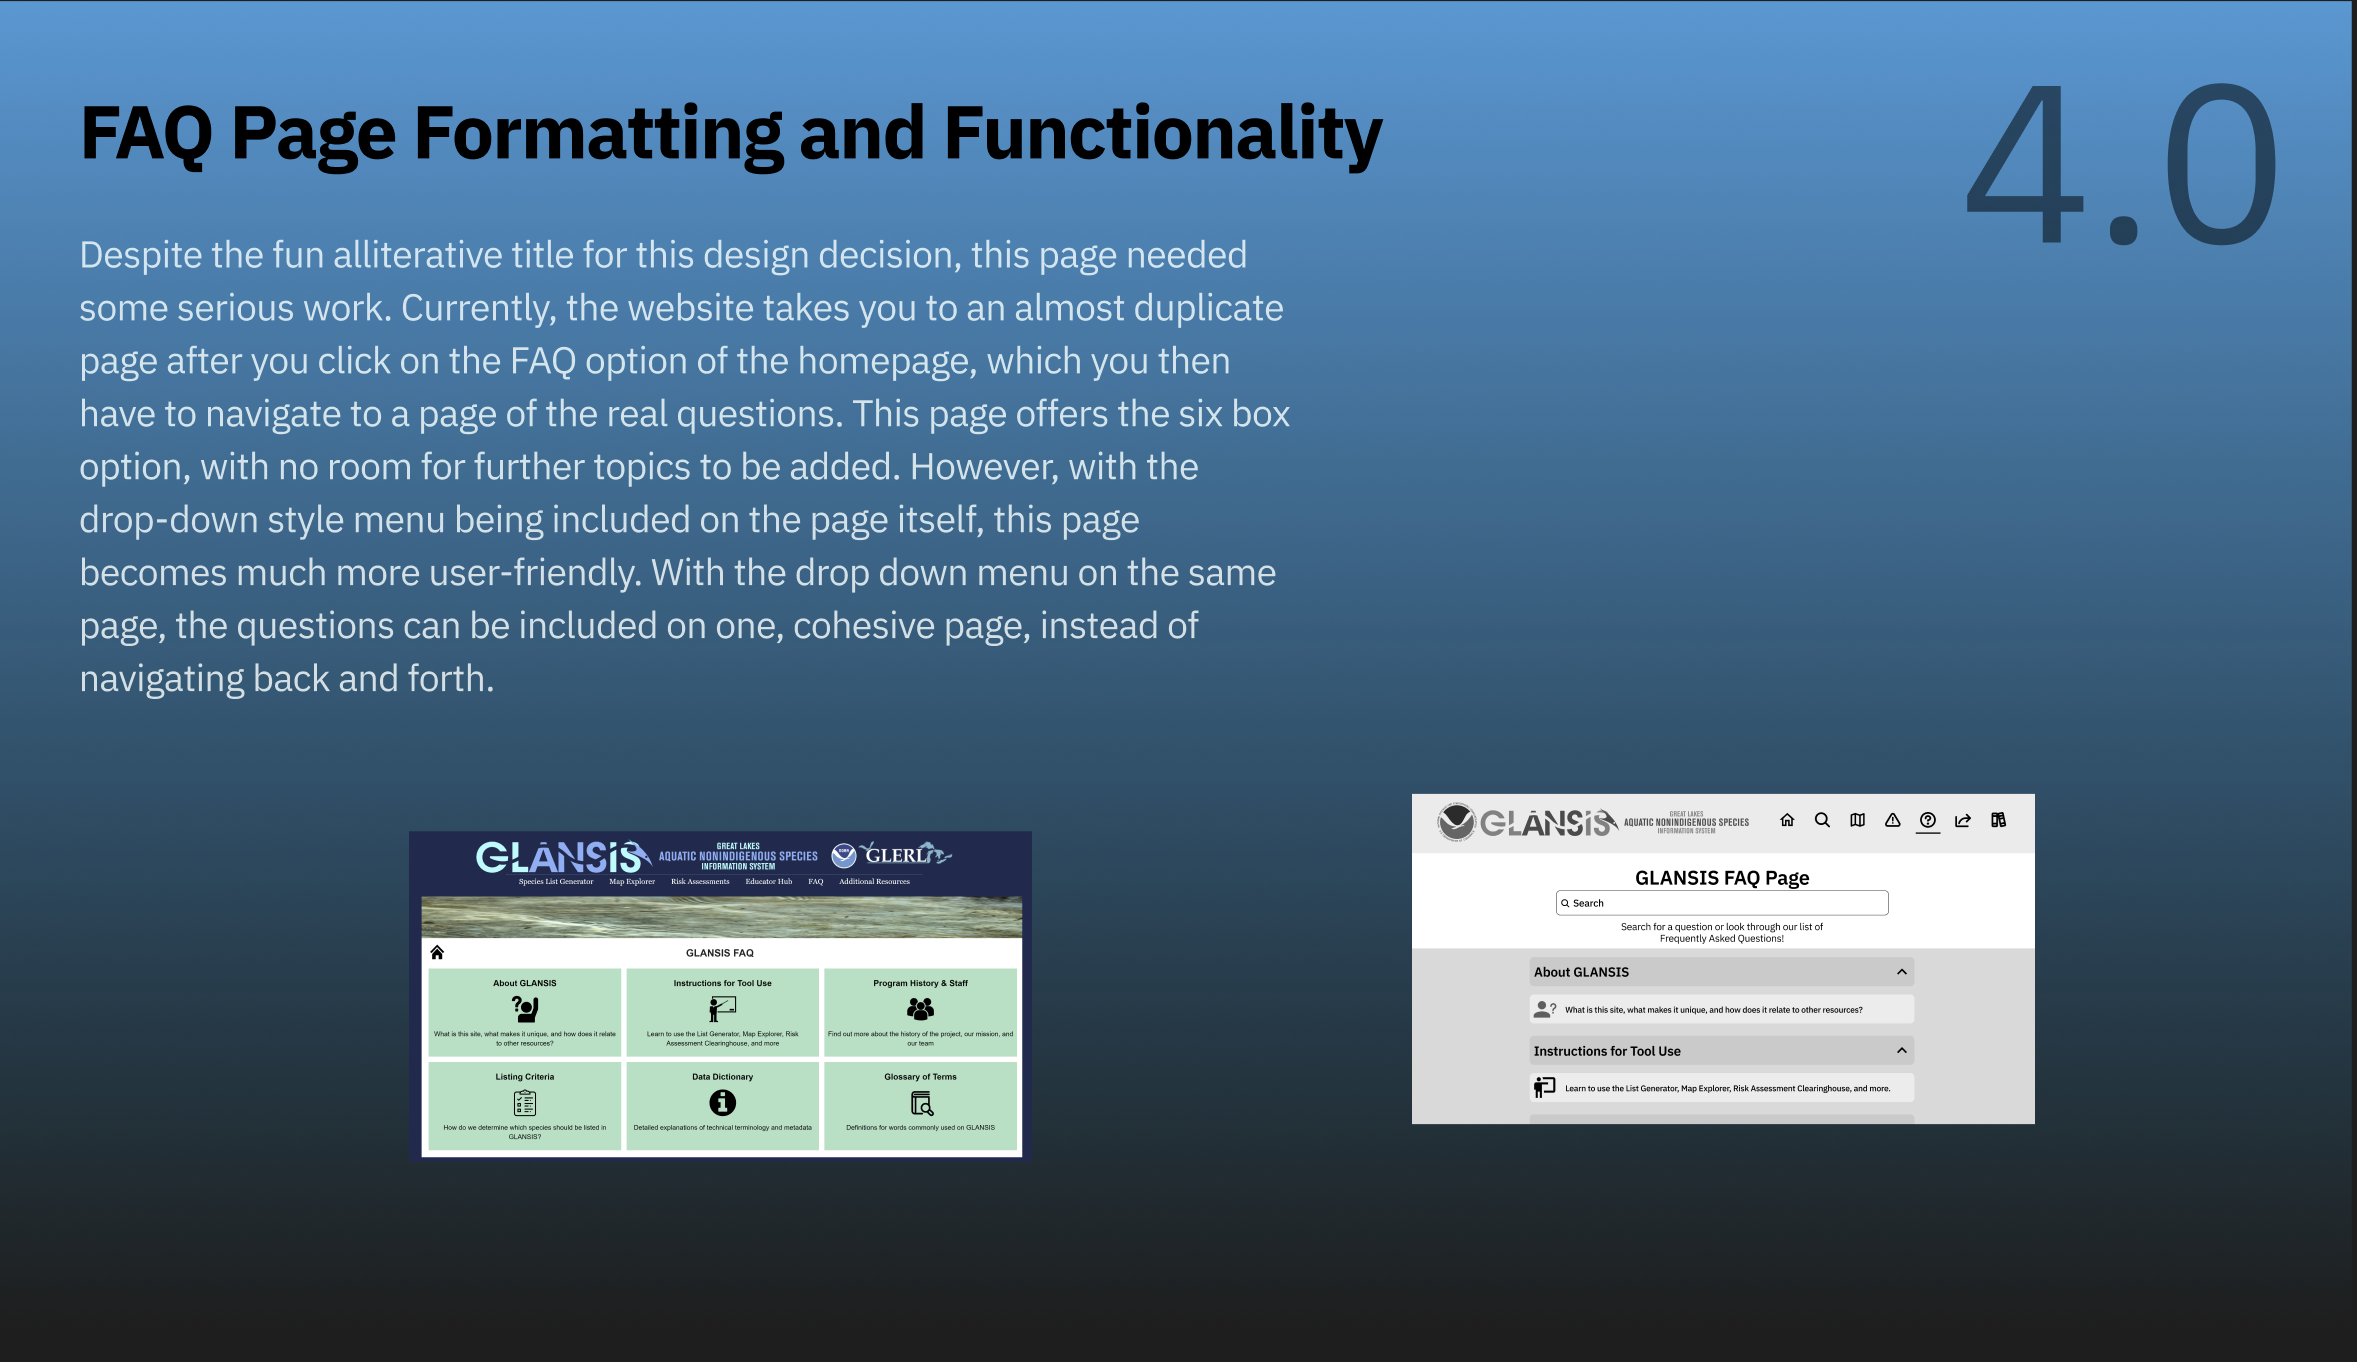 FAQ Page Formatting and Functionality
4.0
Despite the fun alliterative title for this design decision, this page needed
some serious work. Currently, the website takes you to an almost duplicate
page after you click on the FAQ option of the homepage, which you then
have to navigate to a page of the real questions. This page offers the six box
option, with no room for further topics to be added. However, with the
drop-down style menu being included on the page itself, this page
becomes much more user-friendly. With the drop down menu on the same
page, the questions can be included on one, cohesive page, instead of
navigating back and forth.
GLANSIS
GREAT LAKES
AQUATIC NONINDIGENOUS SPECIES
INFORMATION SYSTEM
GLERL
Species List Generator Map Explorer Risk Assessments Educator Hub FAQ Additional Resources
GLANSIS FAQ
About GLANSIS
What is this site, what makes it unique, and how does it relate
to other resources?
Instructions for Tool Use
Learn to use the List Generator, Map Explorer, Risk
Assessment Clearinghouse, and more
Program History & Staff
Find out more about the history of the project, our mission, and
our team
Listing Criteria
How do we determine which species should be listed in
GLANSIS?
Data Dictionary
Detailed explanations of technical terminology and metadata
Glossary of Terms
Definitions for words commonly used on GLANSIS
GLANSIS
GREAT LAKES
AQUATIC NONINDIGENOUS SPECIES
INFORMATION SYSTEM
GLANSIS FAQ Page
Search
Search for a question or look through our list of
Frequently Asked Questions!
About GLANSIS
What is this site, what makes it unique, and how does it relate to other resources?
Instructions for Tool Use
Learn to use the List Generator, Map Explorer, Risk Assessment Clearinghouse, and more.